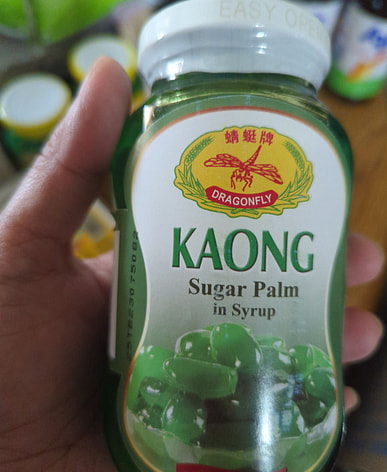 EASY OPEN
蜻蜓牌
DRAGONFLY
KAONG
Sugar Palm
in Syrup